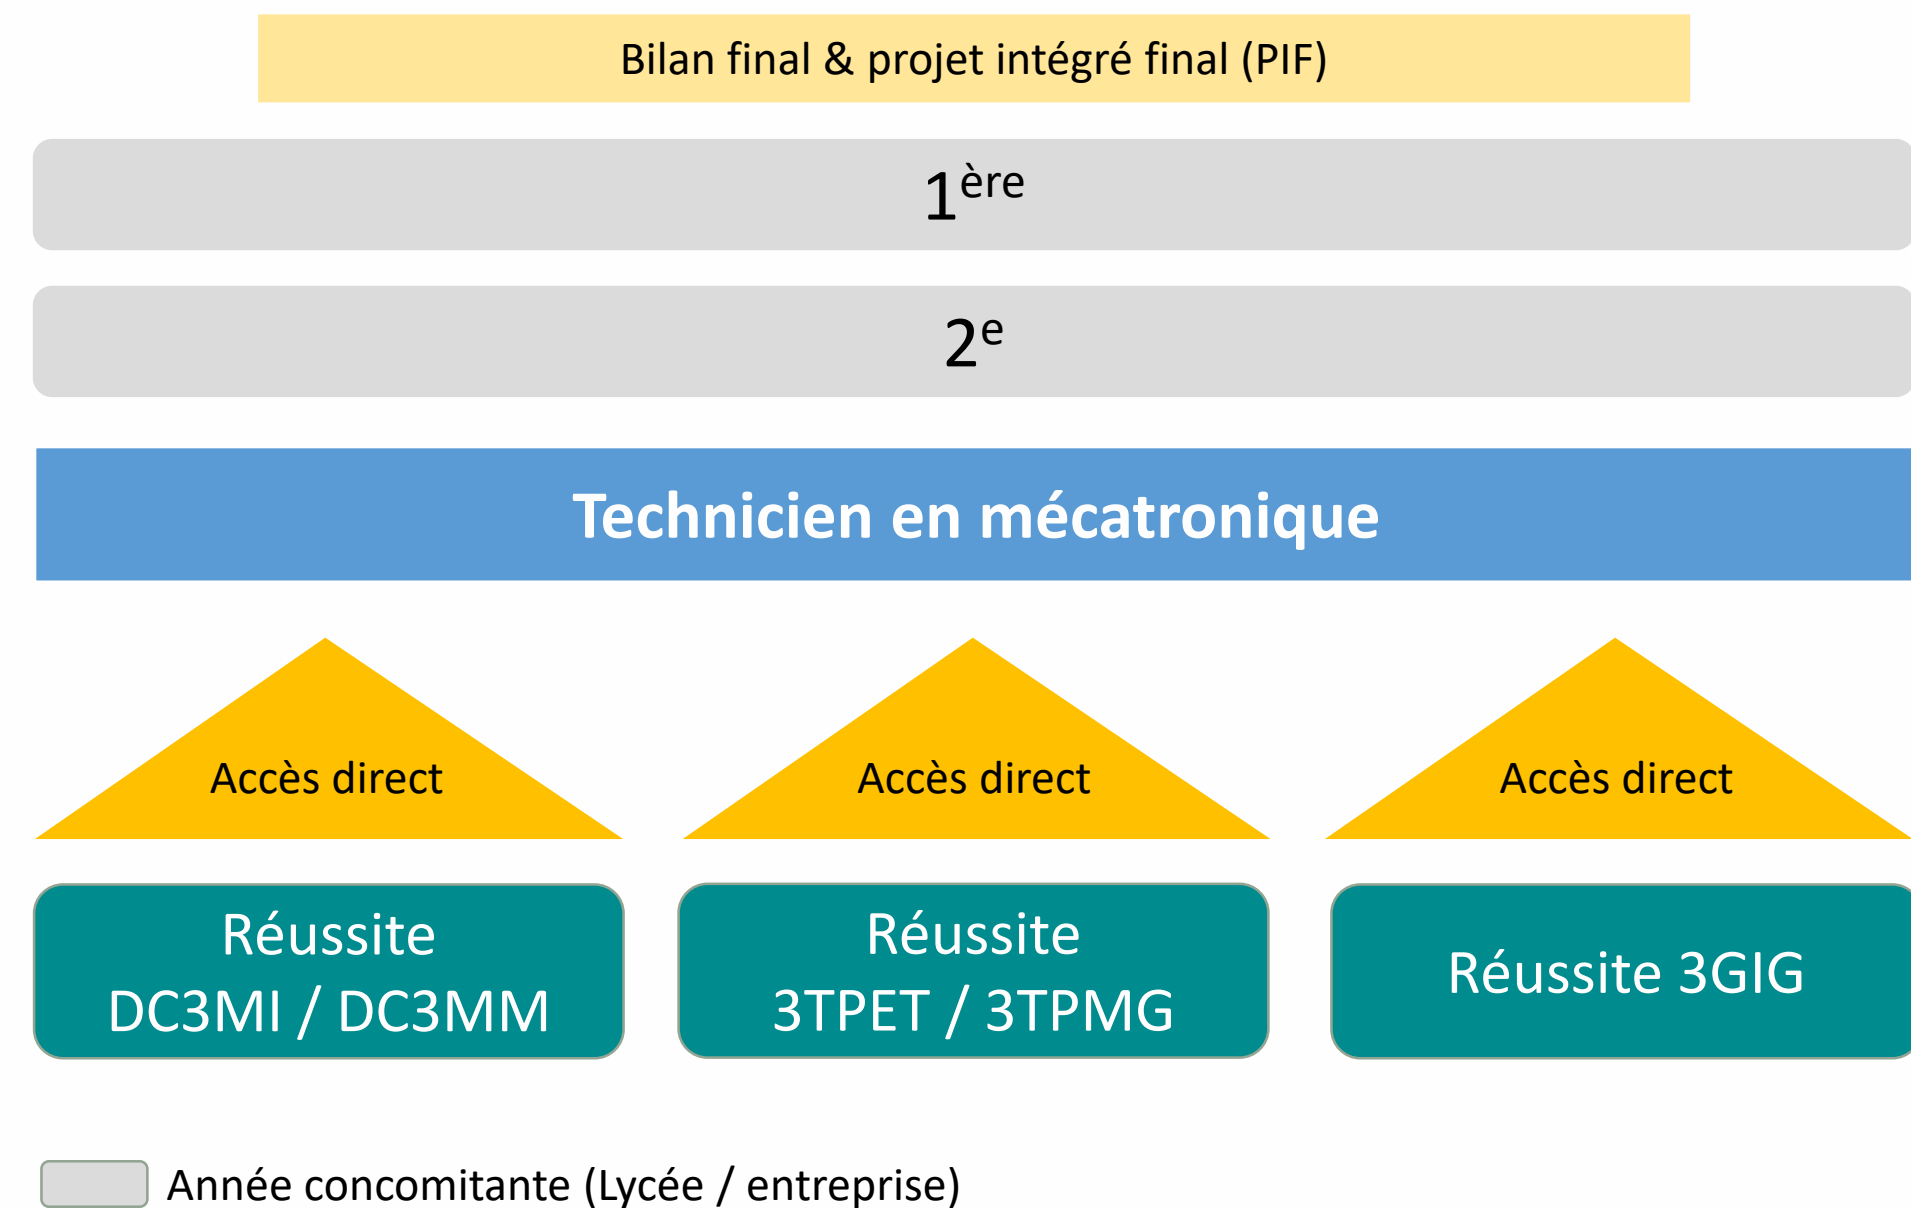 Bilan final & projet intégré final (PIF)
1ère
2e
Technicien en mécatronique
Accès direct
Accès direct
Accès direct
Réussite
DC3MI / DC3MM
Réussite
3TPET / 3TPMG
Réussite 3GIG
Année concomitante (Lycée / entreprise)